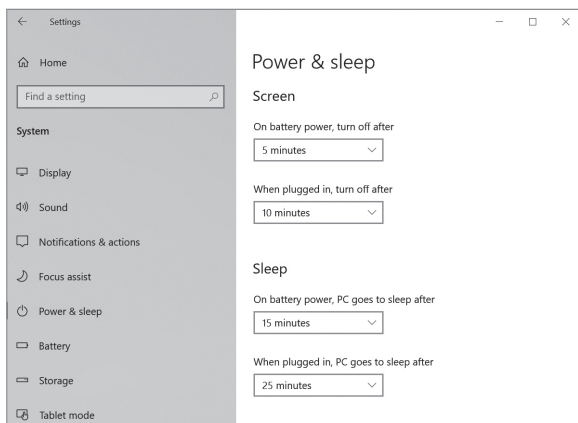 Settings
Home
Find a setting
System
Display
Sound
Notifications & actions
Focus assist
Power & sleep
Battery
Storage
Tablet mode
Power & sleep
Screen
On battery power, turn off after
5 minutes
When plugged in, turn off after
10 minutes
Sleep
On battery power, PC goes to sleep after
15 minutes
When plugged in, PC goes to sleep after
25 minutes